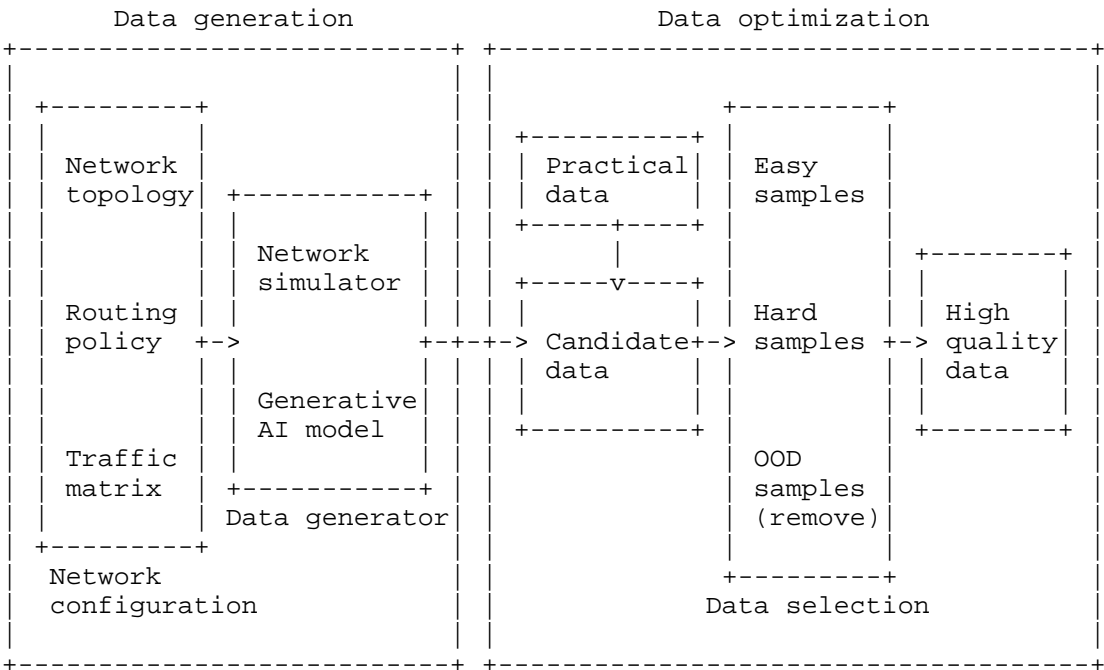 Data generation
Data optimization
Network
topology
Routing
policy
Traffic
matrix
Network
configuration
Network
simulator
Generative
AI model
Data generator
Practical
data
Candidate
data
Easy
samples
Hard
samples
OOD
samples
(remove)
Data selection
High
quality
data